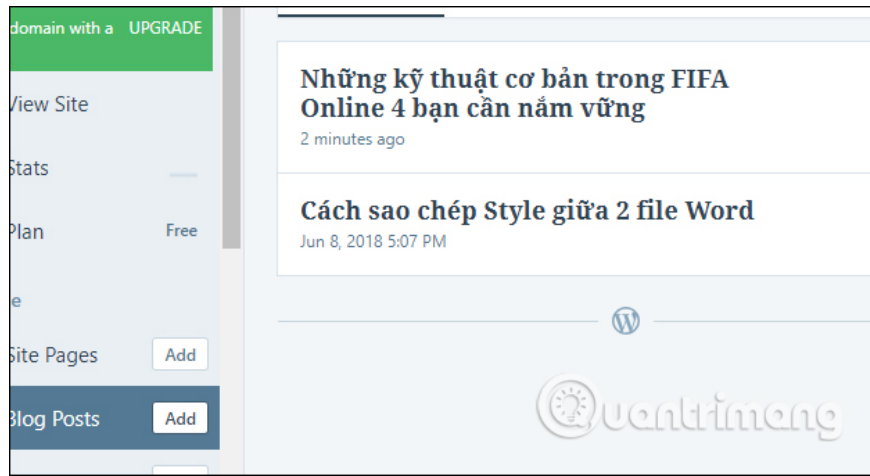 domain with a UPGRADE
View Site
Stats
Plan Free
e
Site Pages Add
Blog Posts Add
Những kỹ thuật cơ bản trong FIFA
Online 4 bạn cần nắm vững
2 minutes ago
Cách sao chép Style giữa 2 file Word
Jun 8, 2018 5:07 PM
Quantrimang